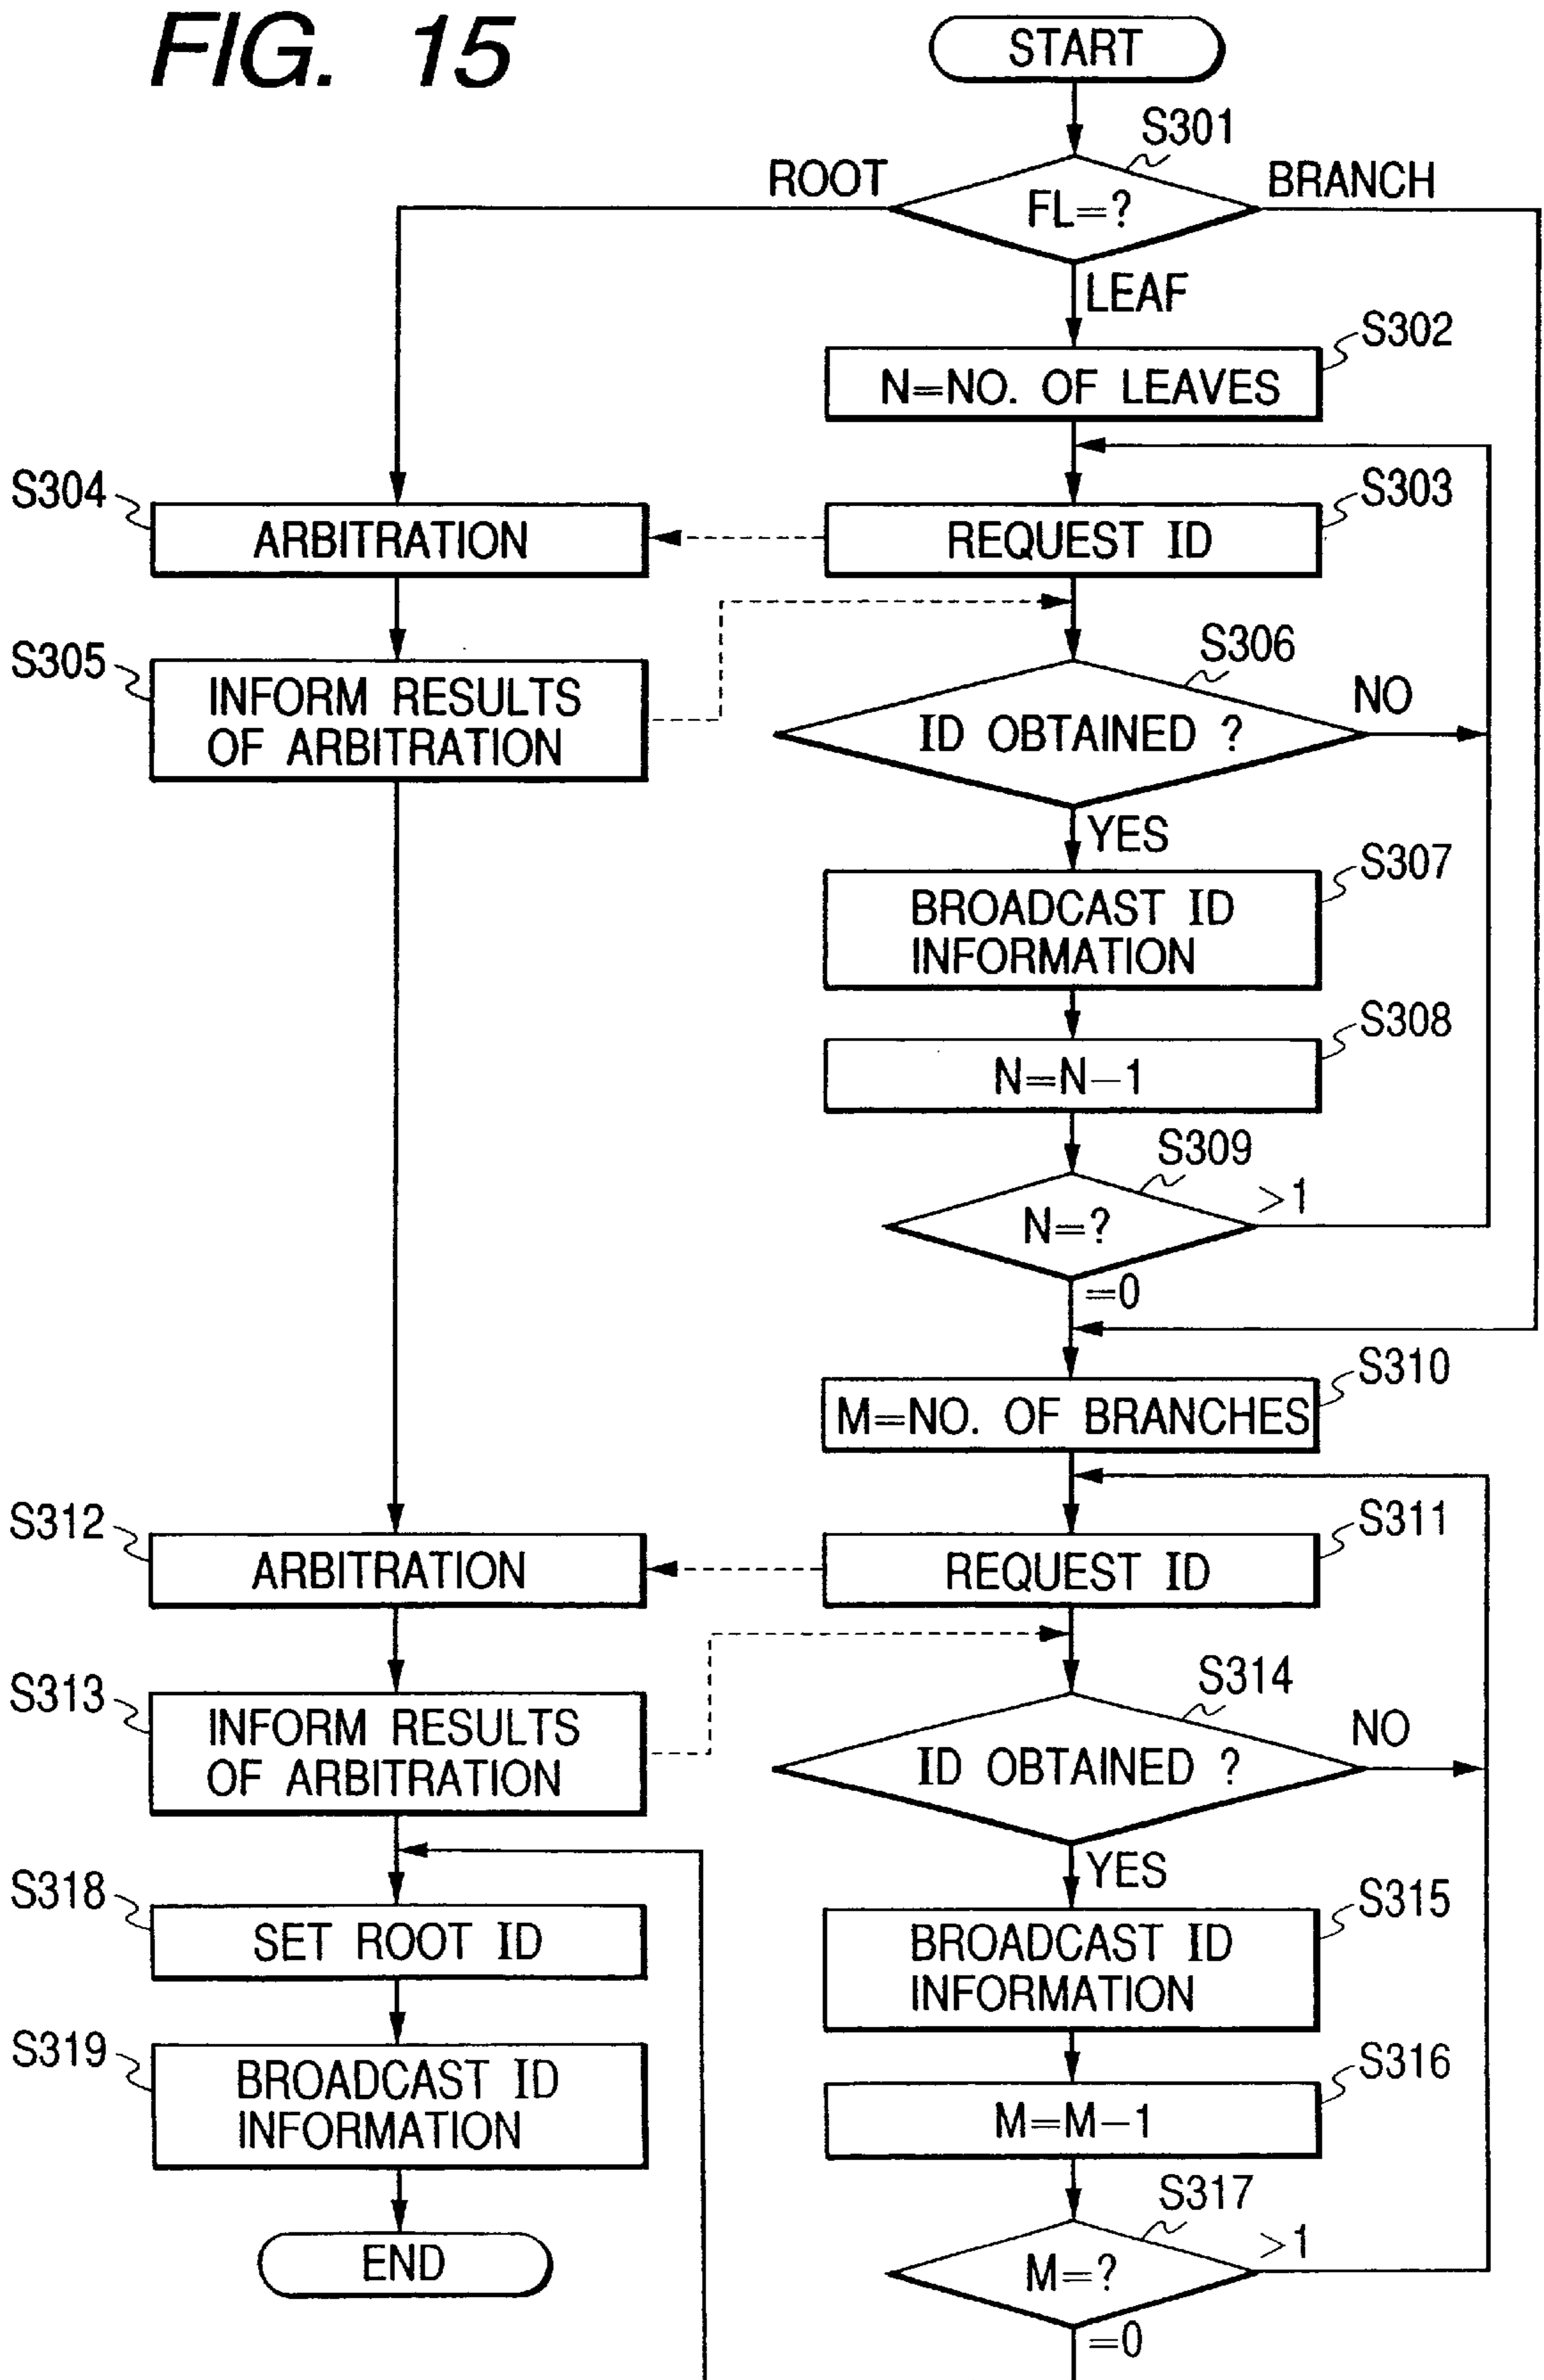 FIG. 15
START
S301
ROOT
FL=?
BRANCH
LEAF
S302
N=NO. OF LEAVES
S304
ARBITRATION
S303
REQUEST ID
S305
INFORM RESULTS
OF ARBITRATION
S306
ID OBTAINED ?
NO
YES
S307
BROADCAST ID
INFORMATION
S308
N=N−1
S309
N=?
>1
=0
S310
M=NO. OF BRANCHES
S312
ARBITRATION
S311
REQUEST ID
S313
INFORM RESULTS
OF ARBITRATION
S314
ID OBTAINED ?
NO
YES
S318
SET ROOT ID
S315
BROADCAST ID
INFORMATION
S319
BROADCAST ID
INFORMATION
S316
M=M−1
END
S317
M=?
>1
=0